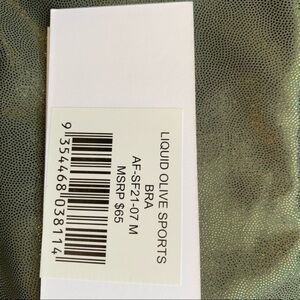 LIQUID OLIVE SPORTS
BRA
AF-SF21-07 M
MSRP $65
9 354468 038114